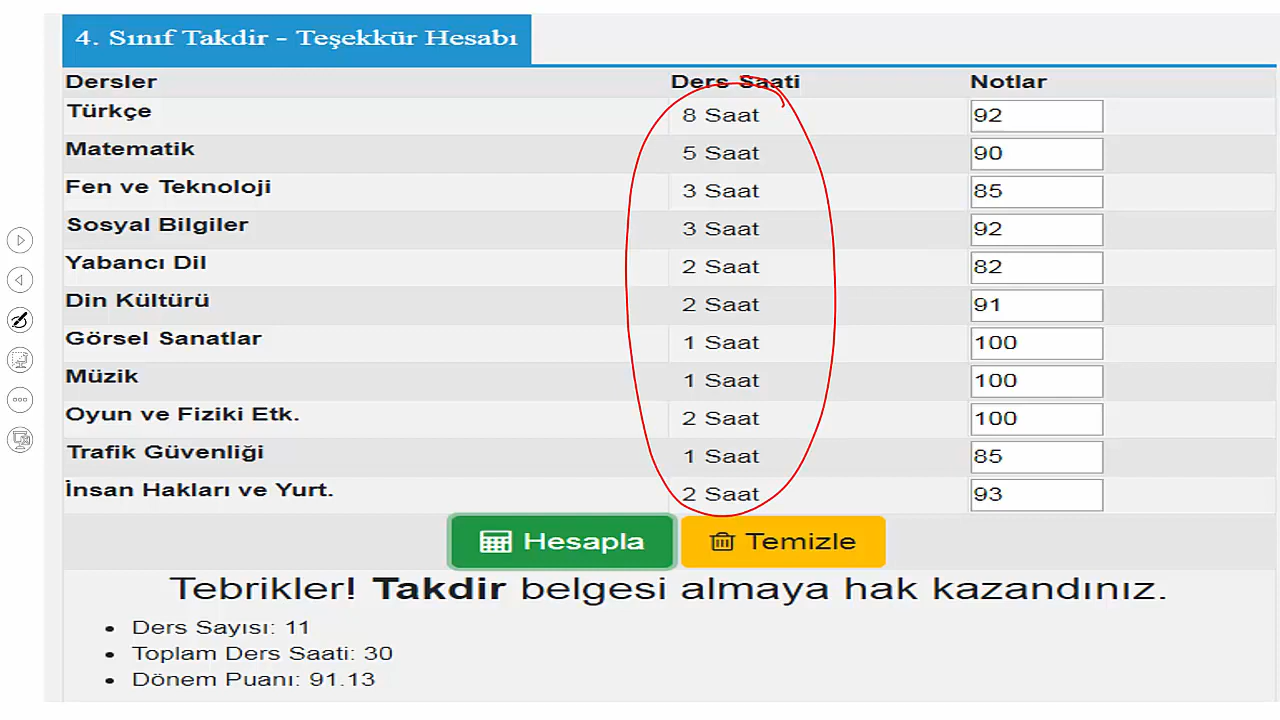 4. Sınıf Takdir - Teşekkür Hesabı
Dersler Ders Saati Notlar
Türkçe 8 Saat 92
Matematik 5 Saat 90
Fen ve Teknoloji 3 Saat 85
Sosyal Bilgiler 3 Saat 92
Yabancı Dil 2 Saat 82
Din Kültürü 2 Saat 91
Görsel Sanatlar 1 Saat 100
Müzik 1 Saat 100
Oyun ve Fiziki Etk. 2 Saat 100
Trafik Güvenliği 1 Saat 85
İnsan Hakları ve Yurt. 2 Saat 93
Hesapla Temizle
Tebrikler! Takdir belgesi almaya hak kazandınız.
• Ders Sayısı: 11
• Toplam Ders Saati: 30
• Dönem Puanı: 91.13